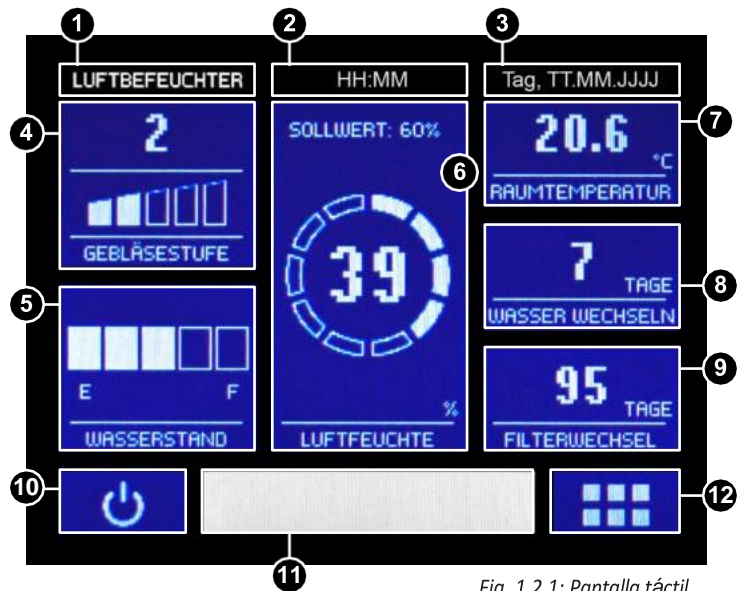 1 2 3
LUFTBEFEUCHTER HH:MM Tag, TT.MM.JJJJ
4
2
GEBLÄSESTUFE
5
E F
WASSERSTAND
6
SOLLWERT: 60%
39
%
LUFTFEUCHTE
7
20.6
°C
RAUMTEMPERATUR
8
7
TAGE
WASSER WECHSELN
9
95
TAGE
FILTERWECHSEL
10
11
12
Fig. 1.2.1: Pantalla táctil